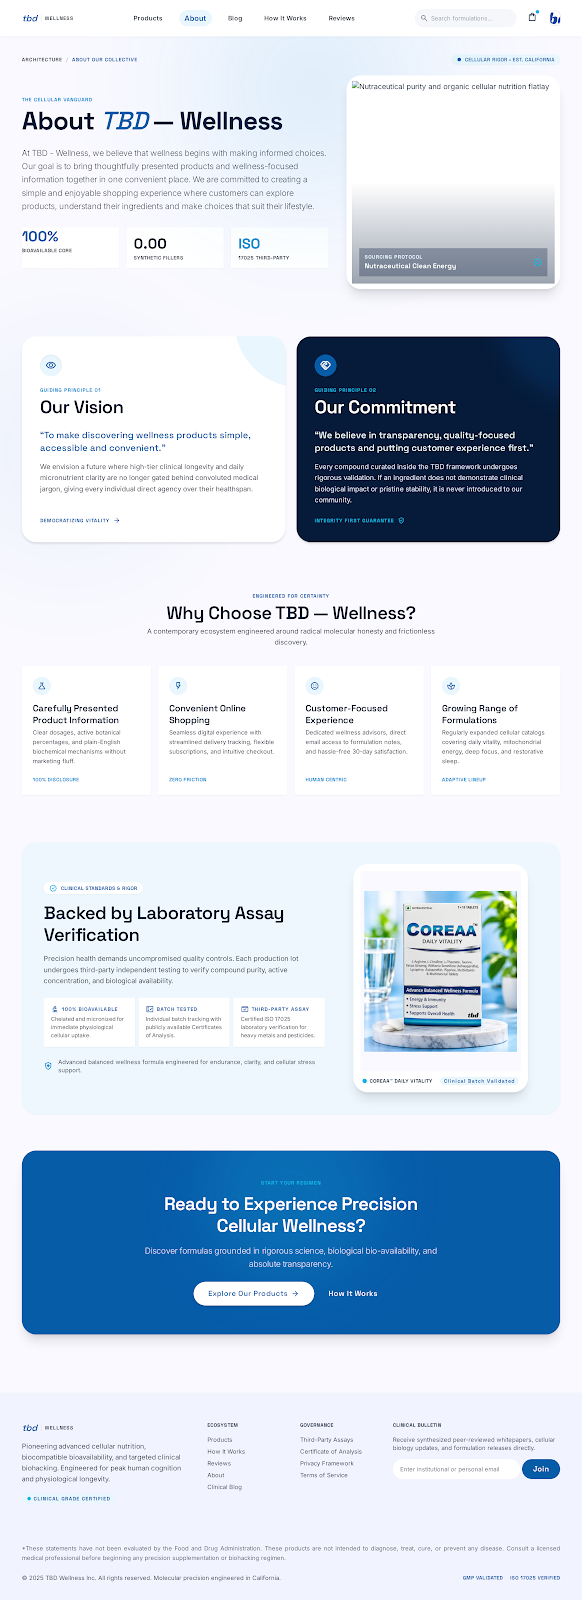 tbd WELLNESS
Products About Blog How It Works Reviews
Search formulations...
ARCHITECTURE / ABOUT OUR COLLECTIVE
CELLULAR RIGOR • EST. CALIFORNIA
THE CELLULAR VANGUARD
About TBD — Wellness
At TBD - Wellness, we believe that wellness begins with making informed choices.
Our goal is to bring thoughtfully presented products and wellness-focused
information together in one convenient place. We are committed to creating a
simple and enjoyable shopping experience where customers can explore
products, understand their ingredients and make choices that suit their lifestyle.
100%
BIOAVAILABLE CORE
0.00
SYNTHETIC FILLERS
ISO
17025 THIRD-PARTY
Nutraceutical purity and organic cellular nutrition flatlay
SOURCING PROTOCOL
Nutraceutical Clean Energy
GUIDING PRINCIPLE 01
Our Vision
"To make discovering wellness products simple,
accessible and convenient."
We envision a future where high-tier clinical longevity and daily
micronutrient clarity are no longer gated behind convoluted medical
jargon, giving every individual direct agency over their healthspan.
DEMOCRATIZING VITALITY →
GUIDING PRINCIPLE 02
Our Commitment
"We believe in transparency, quality-focused
products and putting customer experience first."
Every compound curated inside the TBD framework undergoes
rigorous validation. If an ingredient does not demonstrate clinical
biological impact or pristine stability, it is never introduced to our
community.
INTEGRITY FIRST GUARANTEE
ENGINEERED FOR CERTAINTY
Why Choose TBD — Wellness?
A contemporary ecosystem engineered around radical molecular honesty and frictionless
discovery.
Carefully Presented
Product Information
Clear dosages, active botanical
percentages, and plain-English
biochemical mechanisms without
marketing fluff.
100% DISCLOSURE
Convenient Online
Shopping
Seamless digital experience with
streamlined delivery tracking, flexible
subscriptions, and intuitive checkout.
ZERO FRICTION
Customer-Focused
Experience
Dedicated wellness advisors, direct
email access to formulation notes,
and hassle-free 30-day satisfaction.
HUMAN CENTRIC
Growing Range of
Formulations
Regularly expanded cellular catalogs
covering daily vitality, mitochondrial
energy, deep focus, and restorative
sleep.
ADAPTIVE LINEUP
CLINICAL STANDARDS & RIGOR
Backed by Laboratory Assay
Verification
Precision health demands uncompromised quality controls. Each production lot
undergoes third-party independent testing to verify compound purity, active
concentration, and biological availability.
100% BIOAVAILABLE
Chelated and micronized for
immediate physiological
cellular uptake.
BATCH TESTED
Individual batch tracking with
publicly available Certificates
of Analysis.
THIRD-PARTY ASSAY
Certified ISO 17025
laboratory verification for
heavy metals and pesticides.
Advanced balanced wellness formula engineered for endurance, clarity, and cellular stress
support.
COREAA™
DAILY VITALITY
Advanced Balanced Wellness Formula
• Energy & Immunity
• Stress Support
• Supports Overall Health
tbd
COREAA™ DAILY VITALITY
Clinical Batch Validated
START YOUR REGIMEN
Ready to Experience Precision
Cellular Wellness?
Discover formulas grounded in rigorous science, biological bio-availability, and
absolute transparency.
Explore Our Products →
How It Works
tbd WELLNESS
Pioneering advanced cellular nutrition,
biocompatible bioavailability, and targeted clinical
biohacking. Engineered for peak human cognition
and physiological longevity.
CLINICAL GRADE CERTIFIED
ECOSYSTEM
Products
How It Works
Reviews
About
Clinical Blog
GOVERNANCE
Third-Party Assays
Certificate of Analysis
Privacy Framework
Terms of Service
CLINICAL BULLETIN
Receive synthesized peer-reviewed whitepapers, cellular
biology updates, and formulation releases directly.
Enter institutional or personal email
Join
*These statements have not been evaluated by the Food and Drug Administration. These products are not intended to diagnose, treat, cure, or prevent any disease. Consult a licensed
medical professional before beginning any precision supplementation or biohacking regimen.
© 2025 TBD Wellness Inc. All rights reserved. Molecular precision engineered in California.
GMP VALIDATED ISO 17025 VERIFIED